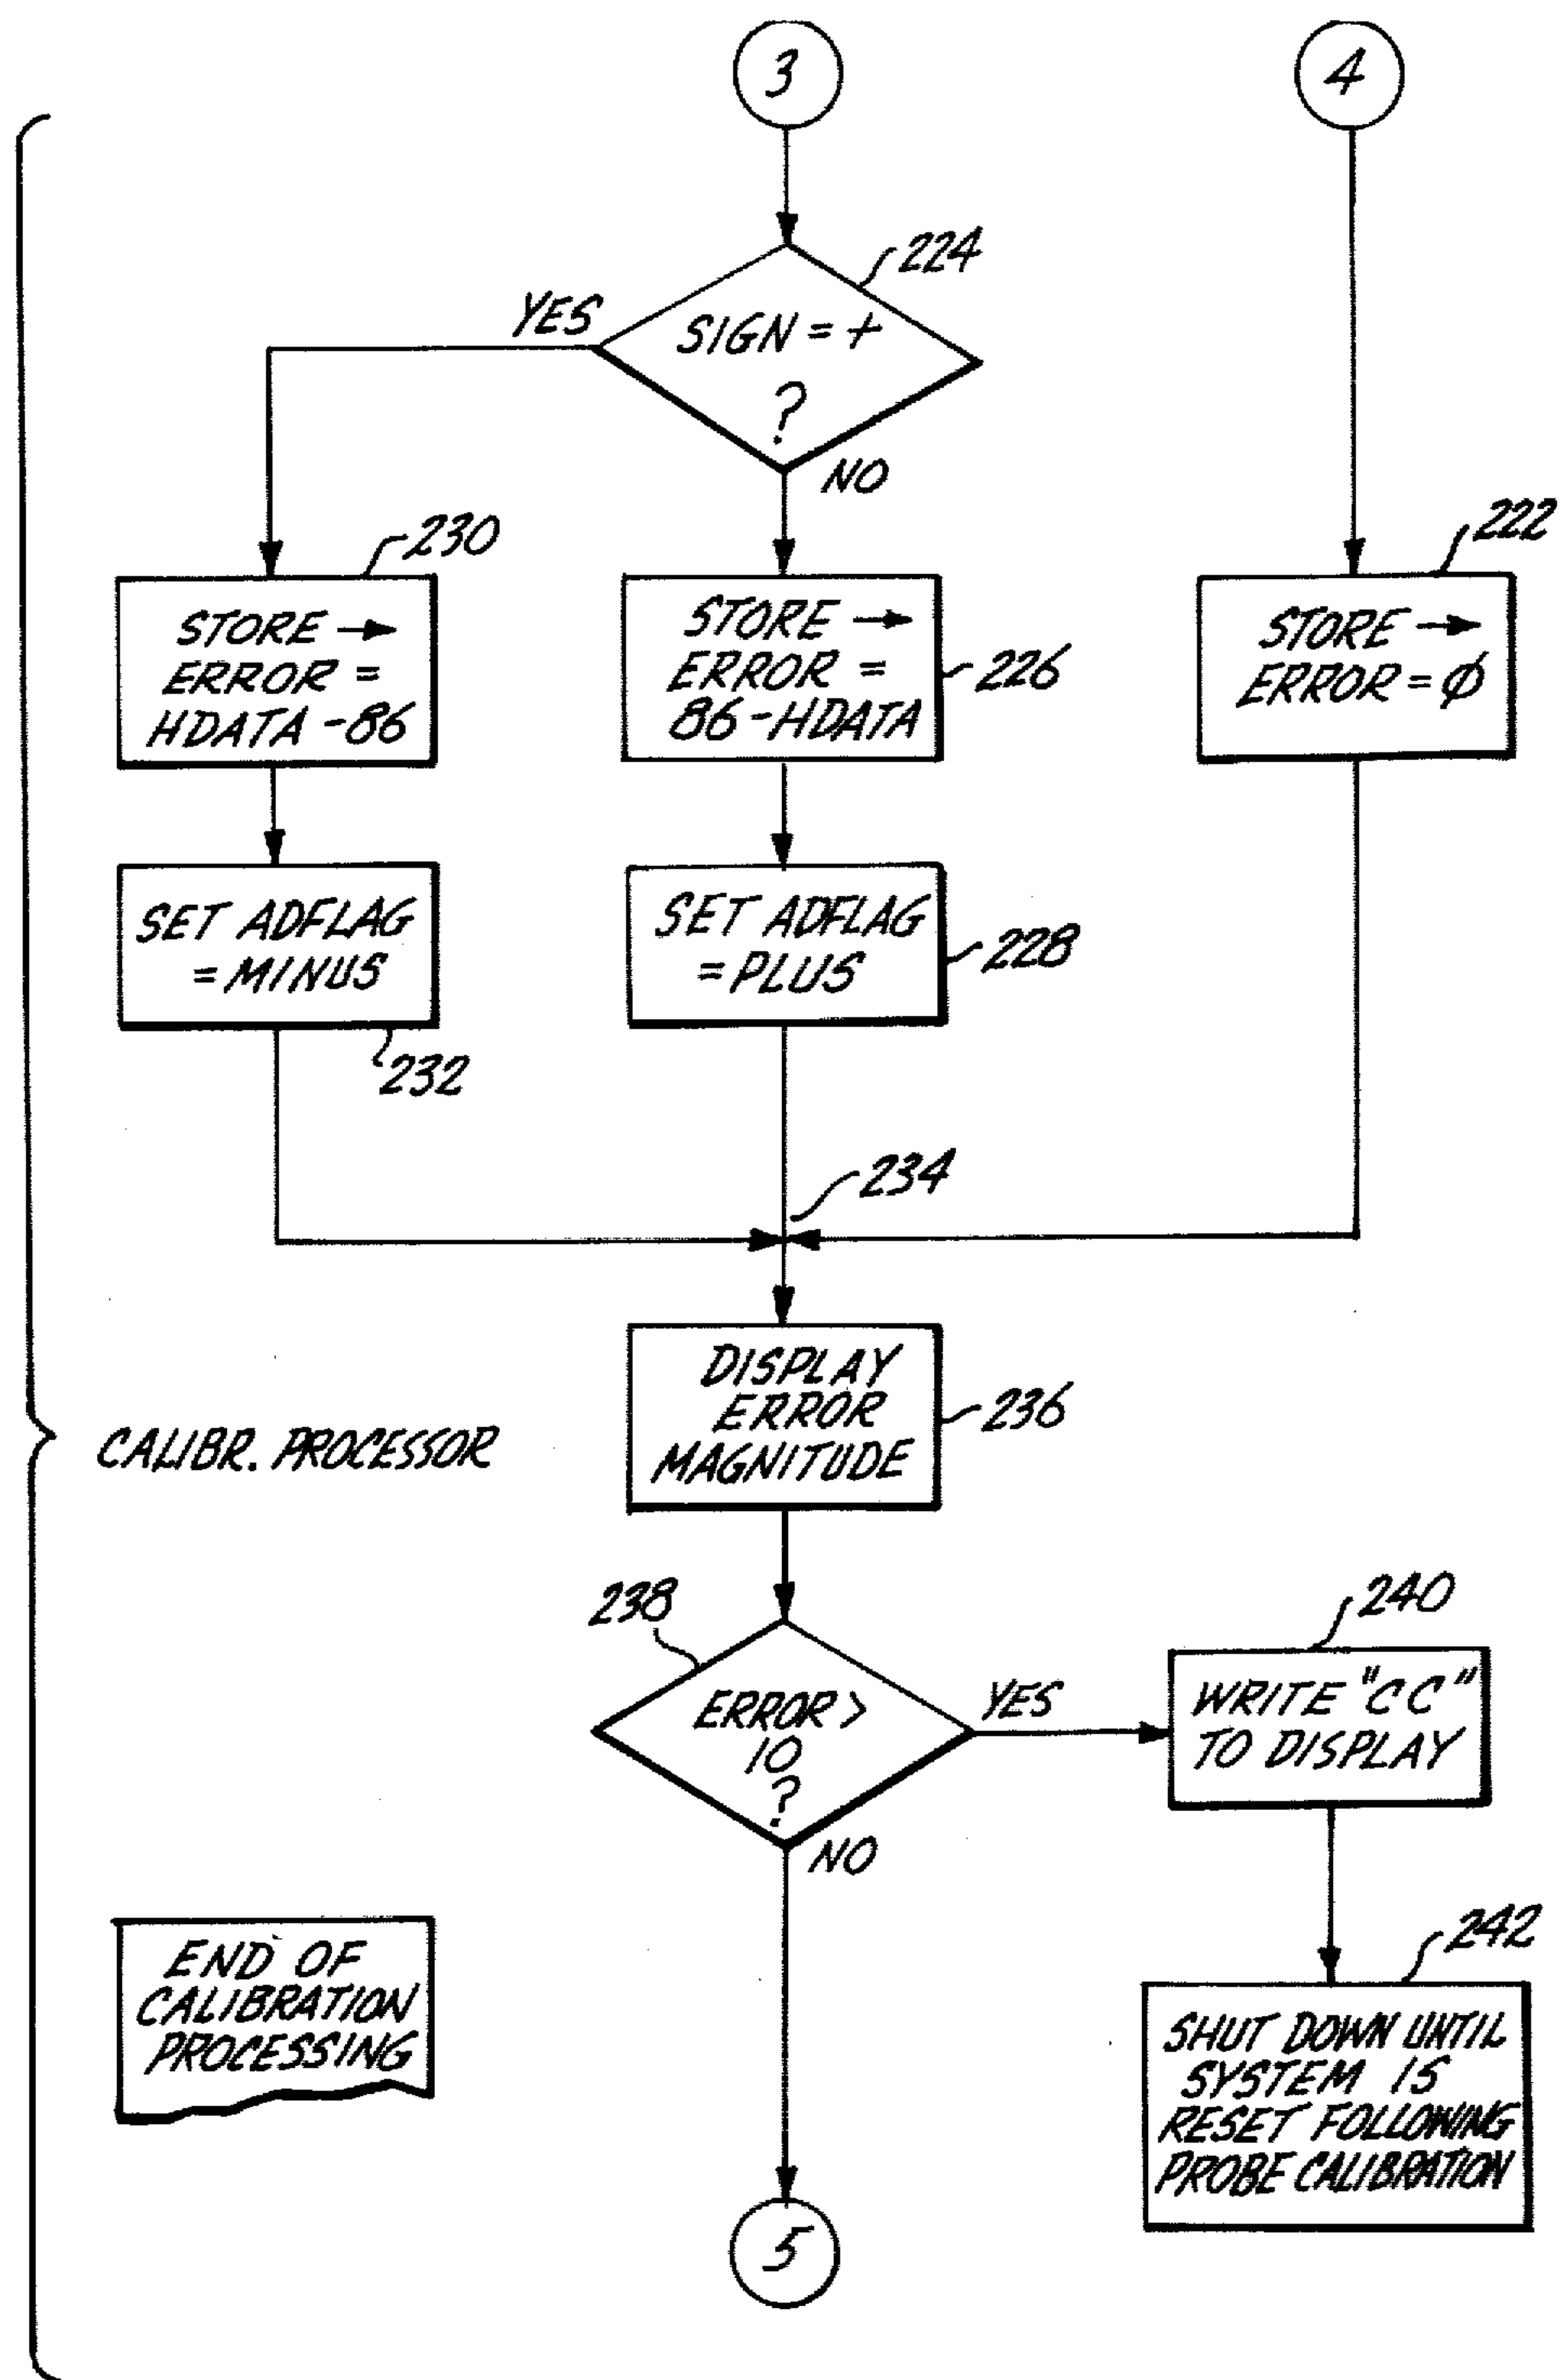 3
4
224
YES
SIGN = +
?
NO
230
222
STORE →
ERROR =
HDATA - 86
STORE →
ERROR =
86 - HDATA
226
STORE →
ERROR = ϕ
SET ADFLAG
= MINUS
232
SET ADFLAG
= PLUS
228
234
DISPLAY
ERROR
MAGNITUDE
236
CALIBR. PROCESSOR
238
ERROR >
10
?
YES
NO
240
WRITE "CC"
TO DISPLAY
242
SHUT DOWN UNTIL
SYSTEM IS
RESET FOLLOWING
PROBE CALIBRATION
END OF
CALIBRATION
PROCESSING
5